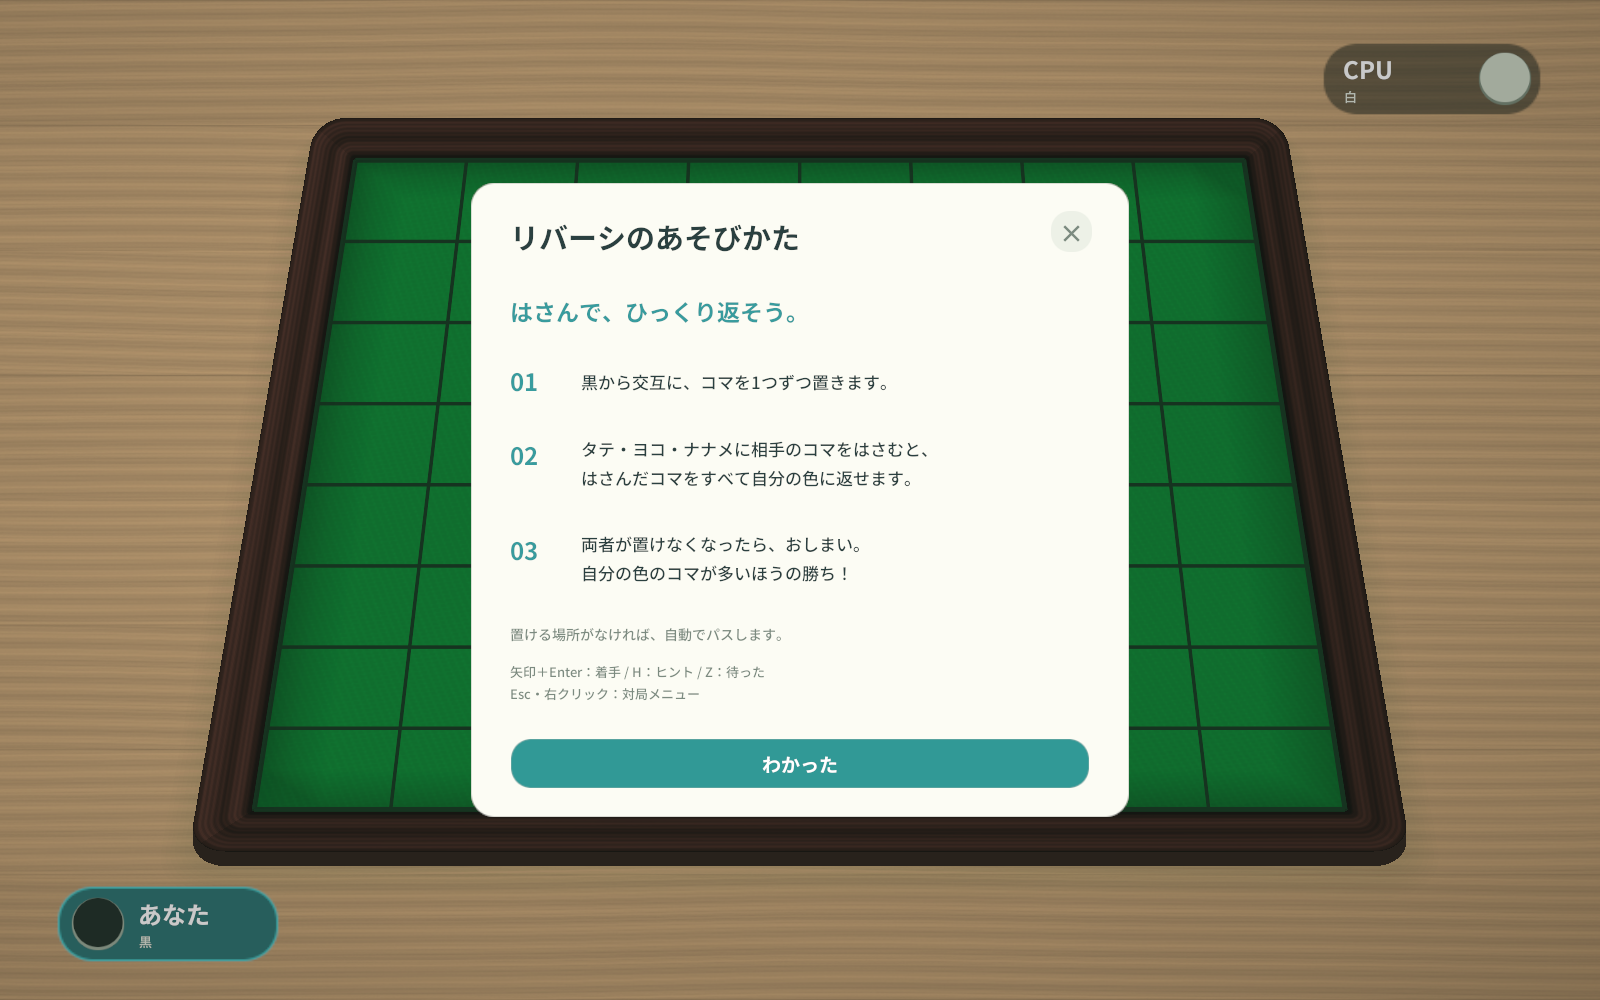 CPU
白
リバーシのあそびかた
はさんで、ひっくり返そう。
01 黒から交互に、コマを1つずつ置きます。
02 タテ・ヨコ・ナナメに相手のコマをはさむと、
はさんだコマをすべて自分の色に返せます。
03 両者が置けなくなったら、おしまい。
自分の色のコマが多いほうの勝ち！
置ける場所がなければ、自動でパスします。
矢印＋Enter：着手 / H：ヒント / Z：待った
Esc・右クリック：対局メニュー
わかった
あなた
黒